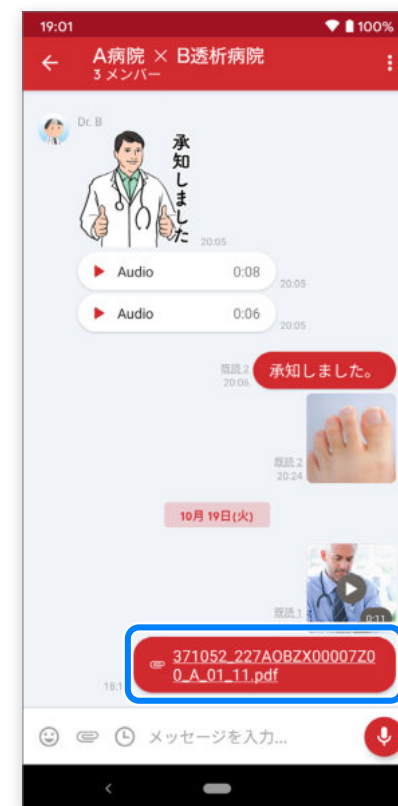 19:01
100%
A病院 × B透析病院
3 メンバー
Dr. B
承知しました
20:05
Audio 0:08
20:05
Audio 0:06
20:05
既読 2
20:06
承知しました。
既読 2
20:24
10月 19日(火)
既読 1
0:11
371052_227AOBZX00007Z0
0_A_01_11.pdf
メッセージを入力...